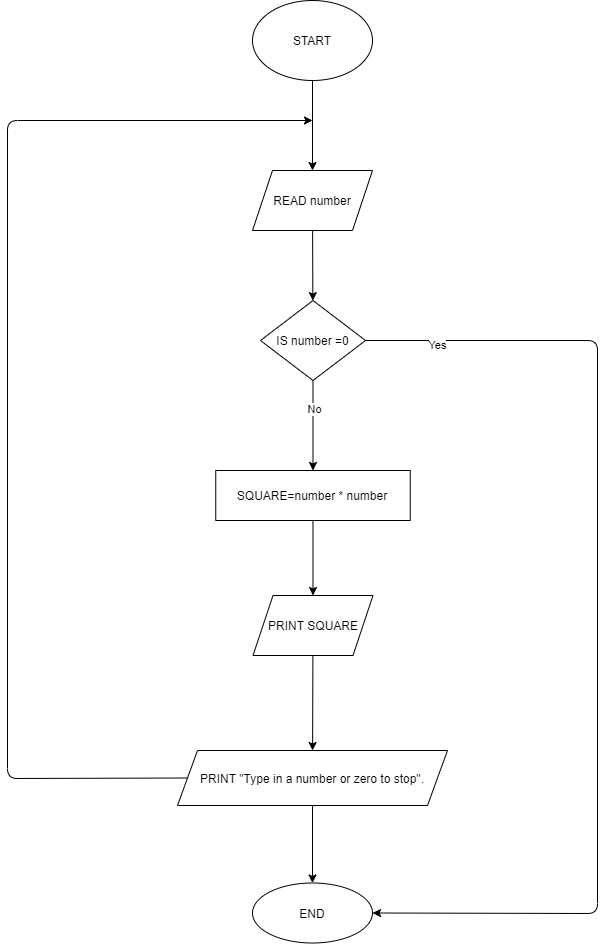 START
READ number
IS number =0
Yes
No
SQUARE=number * number
PRINT SQUARE
PRINT "Type in a number or zero to stop".
END